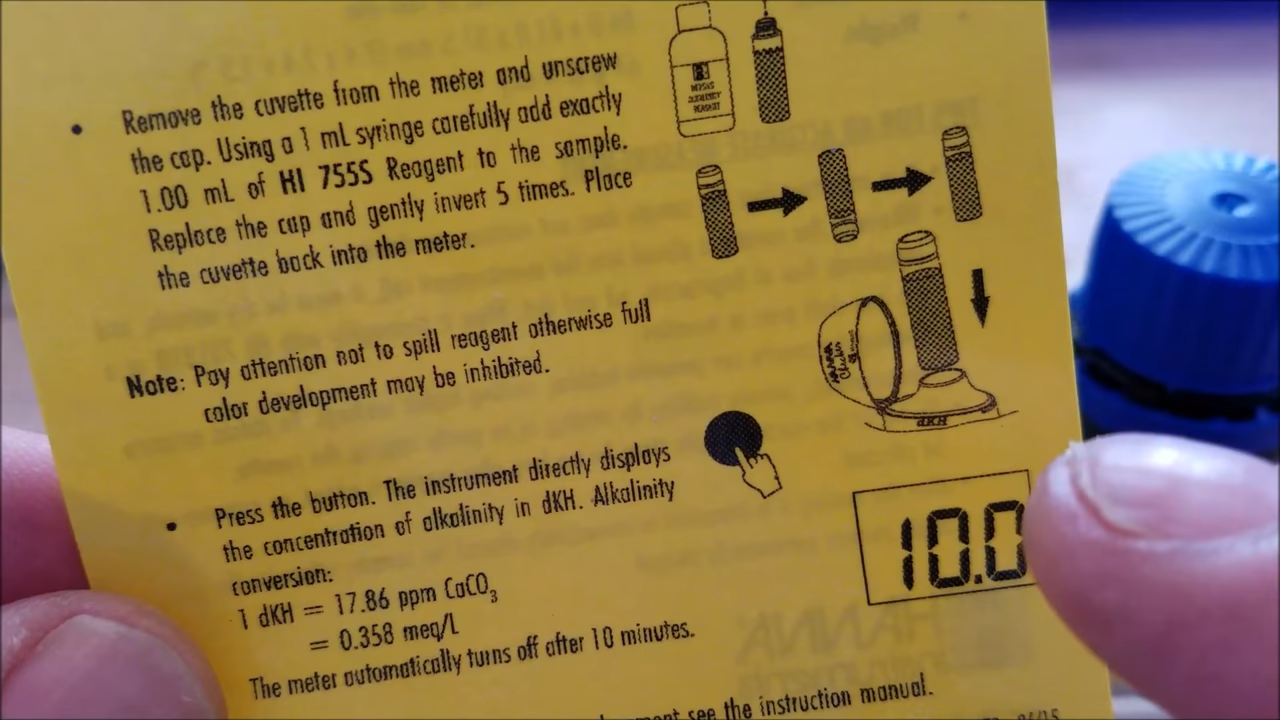 • Remove the cuvette from the meter and unscrew
the cap. Using a 1 mL syringe carefully add exactly
1.00 mL of HI 755S Reagent to the sample.
Replace the cap and gently invert 5 times. Place
the cuvette back into the meter.
Note: Pay attention not to spill reagent otherwise full
color development may be inhibited.
dKH
• Press the button. The instrument directly displays
the concentration of alkalinity in dKH. Alkalinity
conversion:
1 dKH = 17.86 ppm CaCO₃
= 0.358 meq/L
10.0
The meter automatically turns off after 10 minutes.
see the instruction manual.